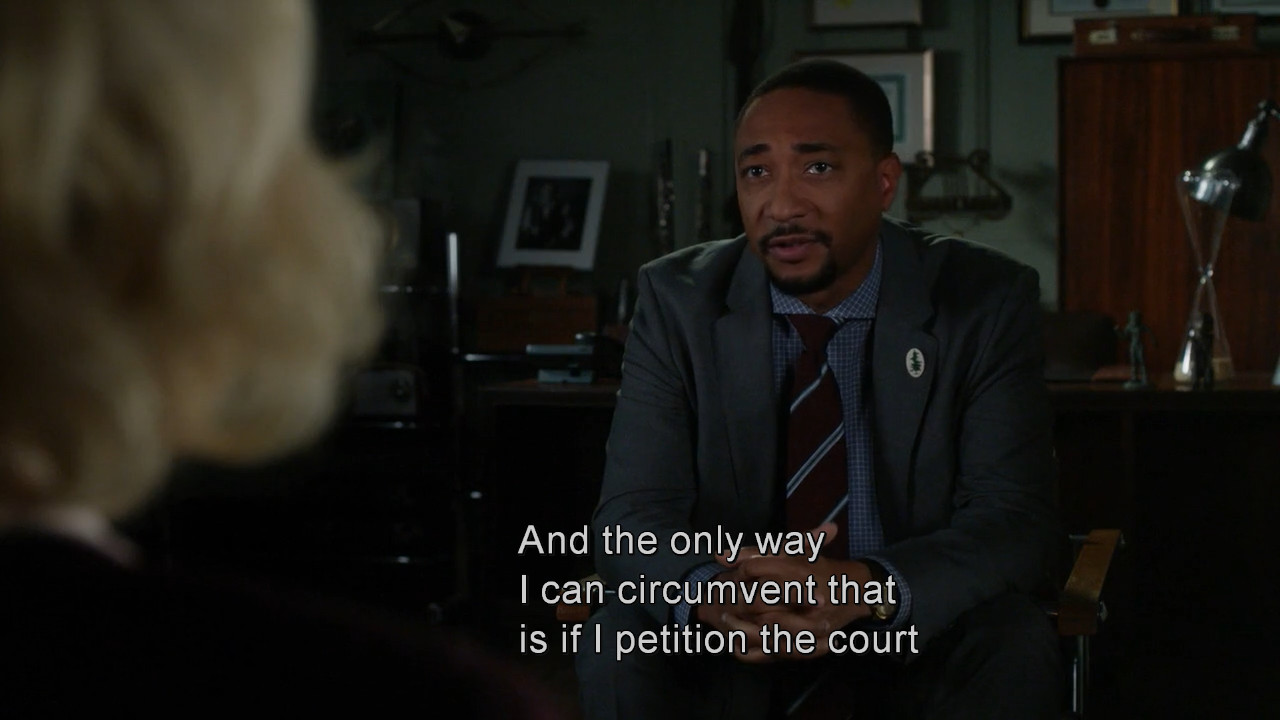 And the only way
I can circumvent that
is if I petition the court